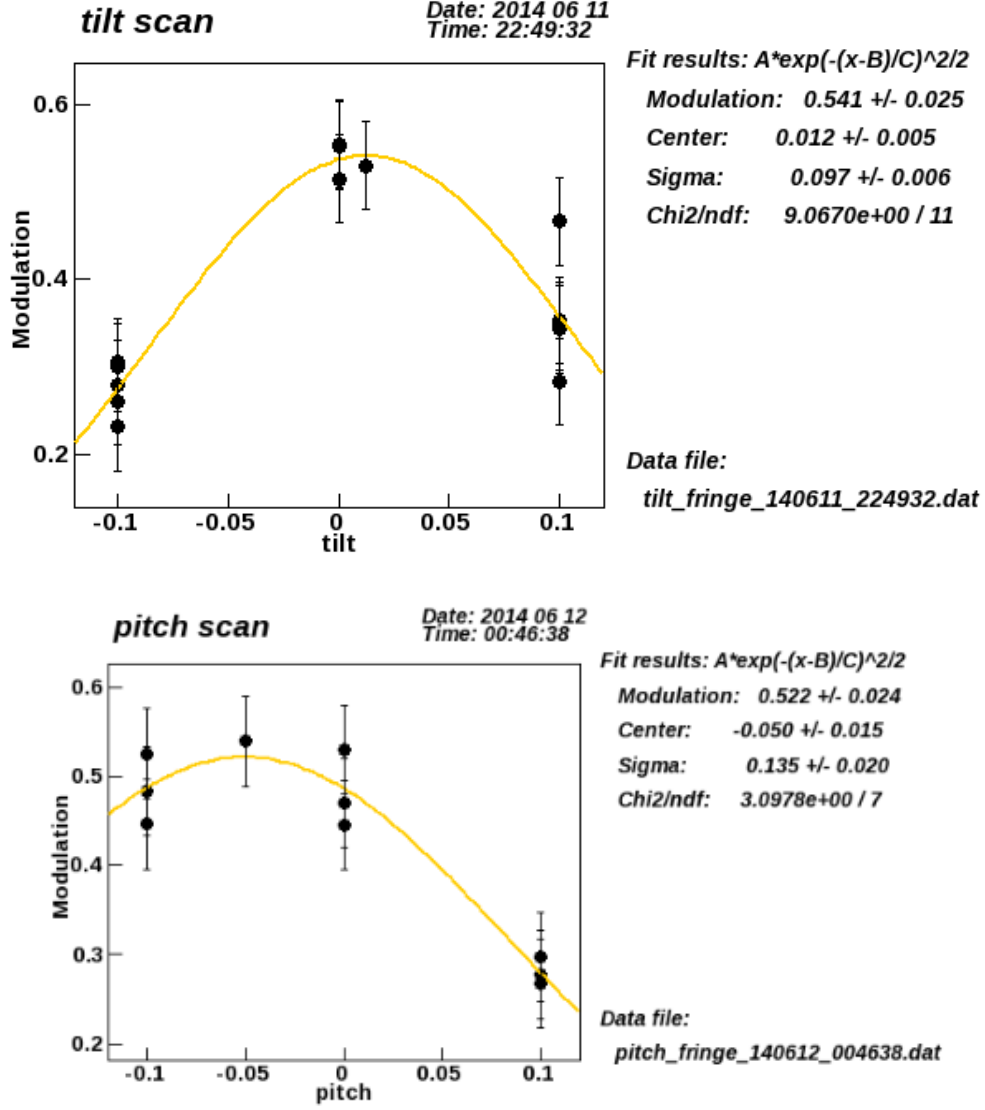 tilt scan
Date: 2014 06 11
Time: 22:49:32
Fit results: A*exp(-(x-B)/C)^2/2
Modulation: 0.541 +/- 0.025
Center: 0.012 +/- 0.005
Sigma: 0.097 +/- 0.006
Chi2/ndf: 9.0670e+00 / 11
Modulation
0.6
0.4
0.2
-0.1 -0.05 0 0.05 0.1
tilt
Data file:
tilt_fringe_140611_224932.dat
pitch scan
Date: 2014 06 12
Time: 00:46:38
Fit results: A*exp(-(x-B)/C)^2/2
Modulation: 0.522 +/- 0.024
Center: -0.050 +/- 0.015
Sigma: 0.135 +/- 0.020
Chi2/ndf: 3.0978e+00 / 7
Modulation
0.6
0.5
0.4
0.3
0.2
-0.1 -0.05 0 0.05 0.1
pitch
Data file:
pitch_fringe_140612_004638.dat